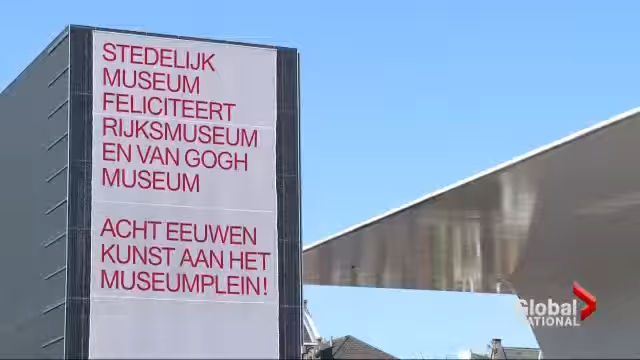 STEDELIJK
MUSEUM
FELICITEERT
RIJKSMUSEUM
EN VAN GOGH
MUSEUM
ACHT EEUWEN
KUNST AAN HET
MUSEUMPLEIN!
Global
NATIONAL